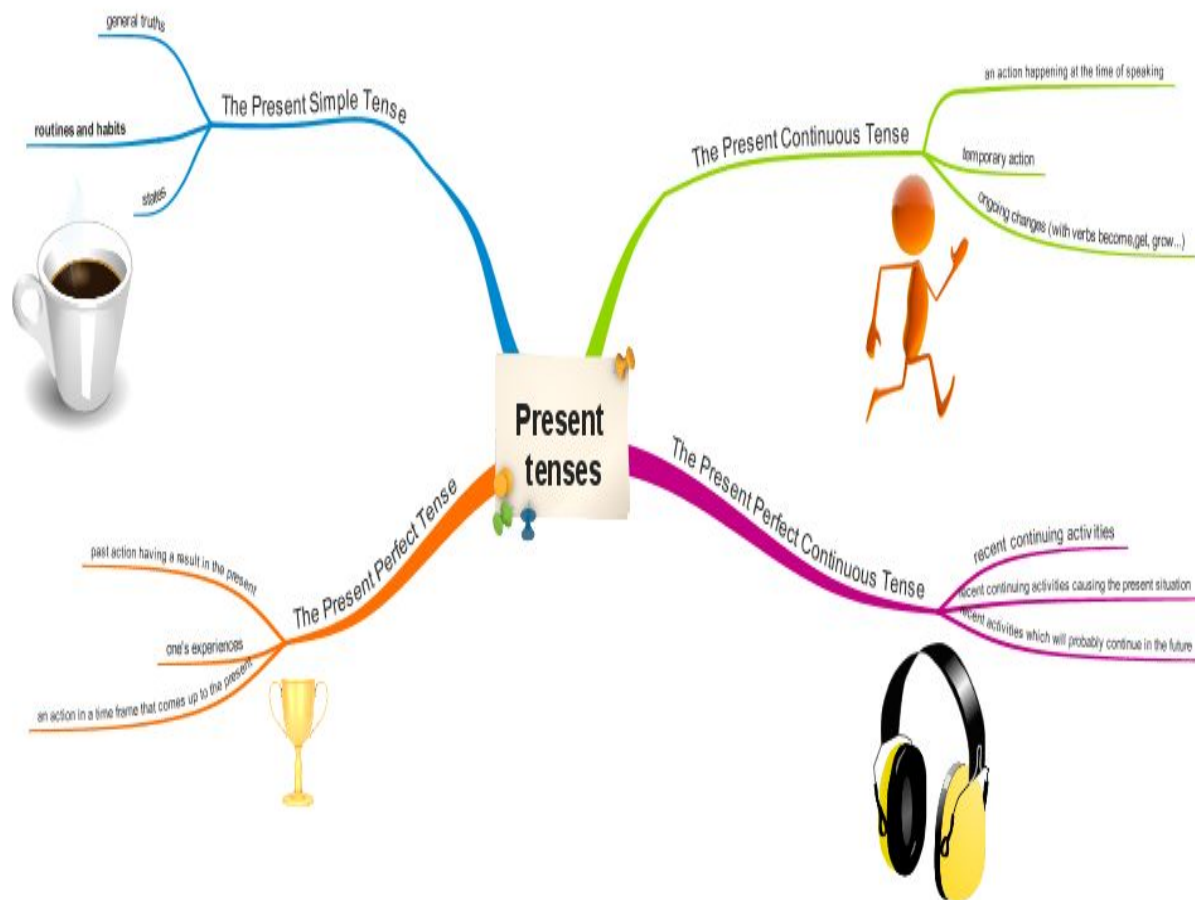 general truths
The Present Simple Tense
routines and habits
states
an action happening at the time of speaking
The Present Continuous Tense
temporary action
ongoing changes (with verbs become,get, grow...)
Present
tenses
The Present Perfect Tense
past action having a result in the present
one's experiences
an action in a time frame that comes up to the present
The Present Perfect Continuous Tense
recent continuing activities
recent continuing activities causing the present situation
recent activities which will probably continue in the future